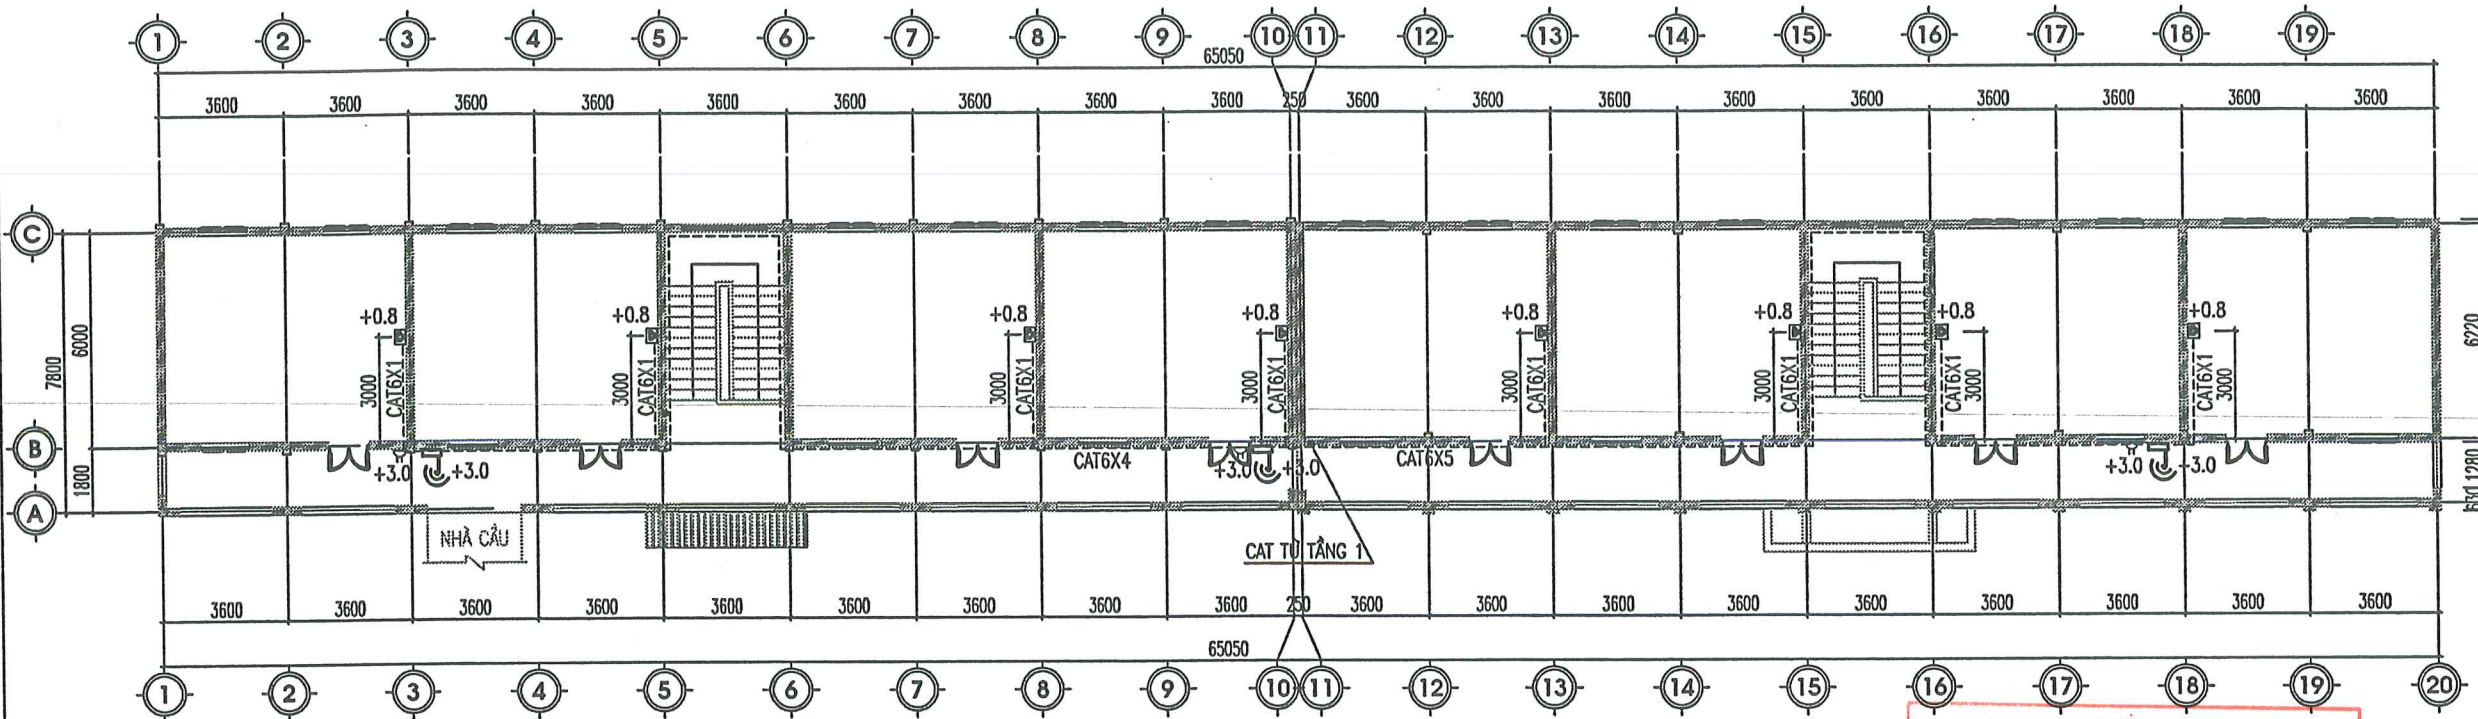 1 2 3 4 5 6 7 8 9 10 11 12 13 14 15 16 17 18 19
65050
3600 3600 3600 3600 3600 3600 3600 3600 3600 250 3600 3600 3600 3600 3600 3600 3600 3600 3600
C
+0.8 +0.8 +0.8 +0.8 +0.8 +0.8 +0.8 +0.8
7800 6000 6220
3000 CAT6X1 3000 CAT6X1 3000 CAT6X1 3000 CAT6X1 3000 CAT6X1 3000 CAT6X1 CAT6X1 3000 CAT6X1 3000
B
CAT6X4 CAT6X5
1800 +3.0 +3.0 +3.0 +3.0 +3.0 +3.0 1280
A
NHÀ CẦU
CAT TỪ TẦNG 1
3600 3600 3600 3600 3600 3600 3600 3600 3600 250 3600 3600 3600 3600 3600 3600 3600 3600 3600
65050
1 2 3 4 5 6 7 8 9 10 11 12 13 14 15 16 17 18 19 20